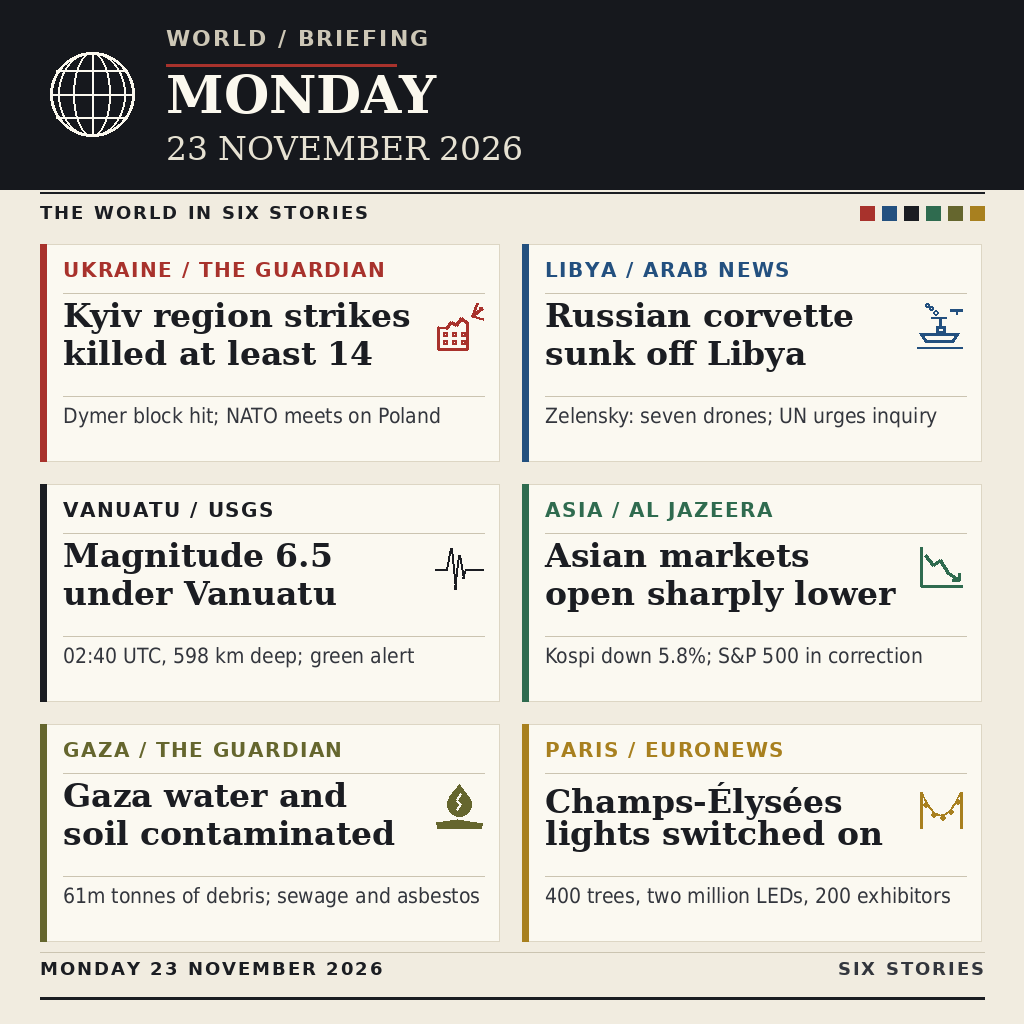 WORLD / BRIEFING
MONDAY
23 NOVEMBER 2026
THE WORLD IN SIX STORIES
UKRAINE / THE GUARDIAN
Kyiv region strikes
killed at least 14
Dymer block hit; NATO meets on Poland
LIBYA / ARAB NEWS
Russian corvette
sunk off Libya
Zelensky: seven drones; UN urges inquiry
VANUATU / USGS
Magnitude 6.5
under Vanuatu
02:40 UTC, 598 km deep; green alert
ASIA / AL JAZEERA
Asian markets
open sharply lower
Kospi down 5.8%; S&P 500 in correction
GAZA / THE GUARDIAN
Gaza water and
soil contaminated
61m tonnes of debris; sewage and asbestos
PARIS / EURONEWS
Champs-Élysées
lights switched on
400 trees, two million LEDs, 200 exhibitors
MONDAY 23 NOVEMBER 2026
SIX STORIES